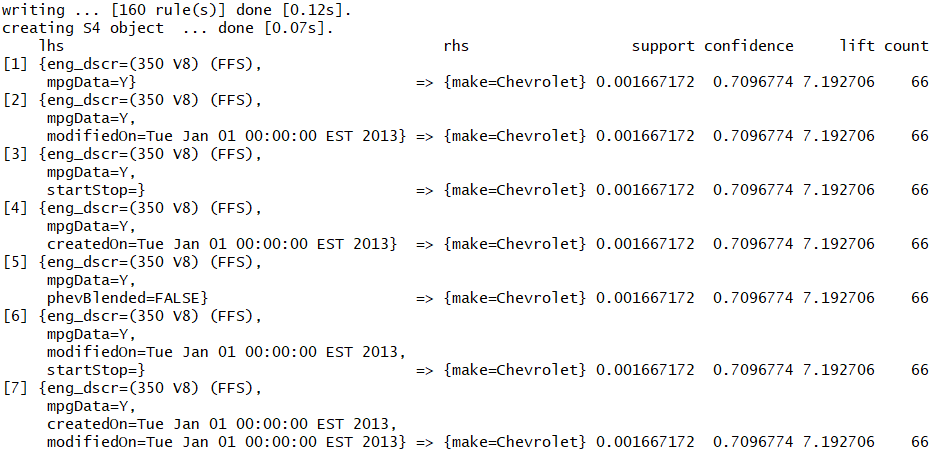 writing ... [160 rule(s)] done [0.12s].
creating S4 object  ... done [0.07s].
    lhs                                            rhs                 support confidence     lift count
[1] {eng_dscr=(350 V8) (FFS),
     mpgData=Y}                                 => {make=Chevrolet} 0.001667172  0.7096774 7.192706    66
[2] {eng_dscr=(350 V8) (FFS),
     mpgData=Y,
     modifiedOn=Tue Jan 01 00:00:00 EST 2013}   => {make=Chevrolet} 0.001667172  0.7096774 7.192706    66
[3] {eng_dscr=(350 V8) (FFS),
     mpgData=Y,
     startStop=}                                => {make=Chevrolet} 0.001667172  0.7096774 7.192706    66
[4] {eng_dscr=(350 V8) (FFS),
     mpgData=Y,
     createdOn=Tue Jan 01 00:00:00 EST 2013}    => {make=Chevrolet} 0.001667172  0.7096774 7.192706    66
[5] {eng_dscr=(350 V8) (FFS),
     mpgData=Y,
     phevBlended=FALSE}                         => {make=Chevrolet} 0.001667172  0.7096774 7.192706    66
[6] {eng_dscr=(350 V8) (FFS),
     mpgData=Y,
     modifiedOn=Tue Jan 01 00:00:00 EST 2013,
     startStop=}                                => {make=Chevrolet} 0.001667172  0.7096774 7.192706    66
[7] {eng_dscr=(350 V8) (FFS),
     mpgData=Y,
     createdOn=Tue Jan 01 00:00:00 EST 2013,
     modifiedOn=Tue Jan 01 00:00:00 EST 2013}   => {make=Chevrolet} 0.001667172  0.7096774 7.192706    66